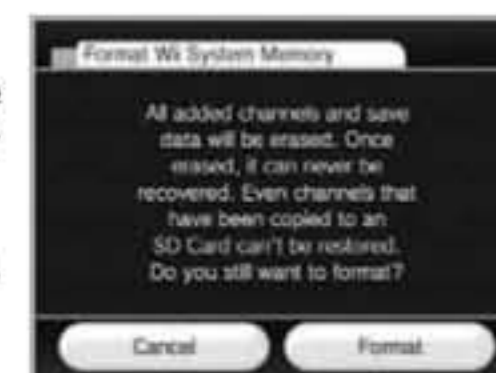 Format Wii System Memory
All added channels and save
data will be erased. Once
erased, it can never be
recovered. Even channels that
have been copied to an
SD Card can't be restored.
Do you still want to format?
Cancel
Format